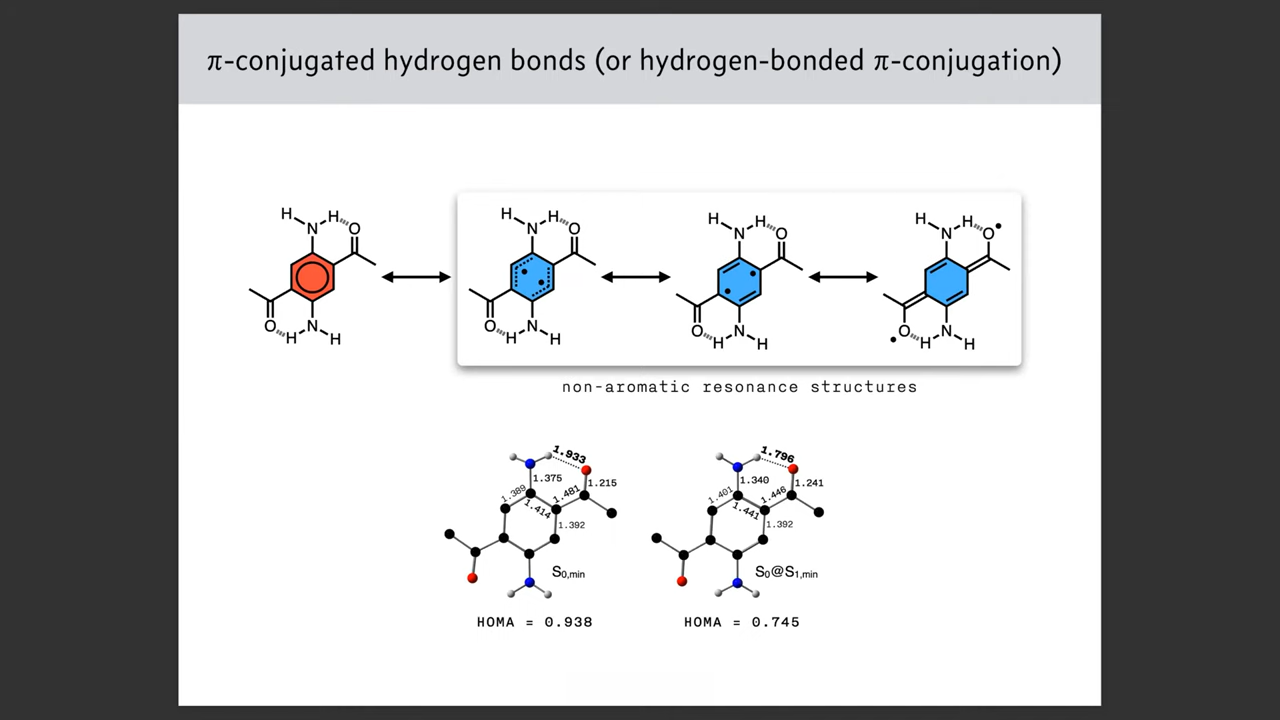 π-conjugated hydrogen bonds (or hydrogen-bonded π-conjugation)
H H
N O
O N
H H
H H
N O
O N
H H
H H
N O
O N
H H
H H
N O
O N
H H
non-aromatic resonance structures
1.933
1.375
1.215
1.389
1.481
1.414
1.392
S0,min
HOMA = 0.938
1.796
1.340
1.241
1.401
1.446
1.441
1.392
S0@S1,min
HOMA = 0.745